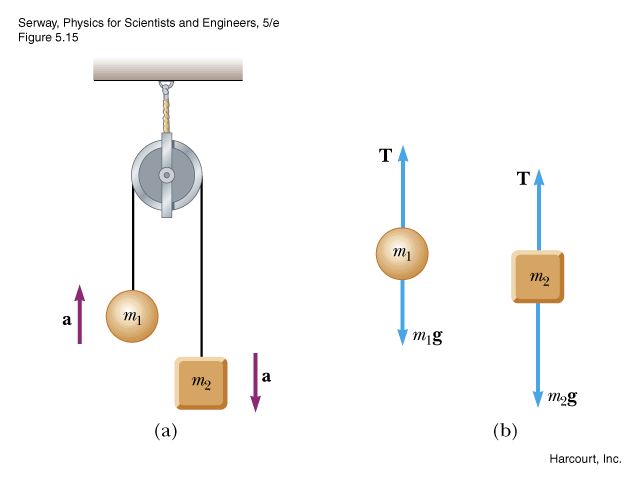 Serway, Physics for Scientists and Engineers, 5/e
Figure 5.15
a
m1
m2
a
(a)
T
m1
m1g
T
m2
m2g
(b)
Harcourt, Inc.